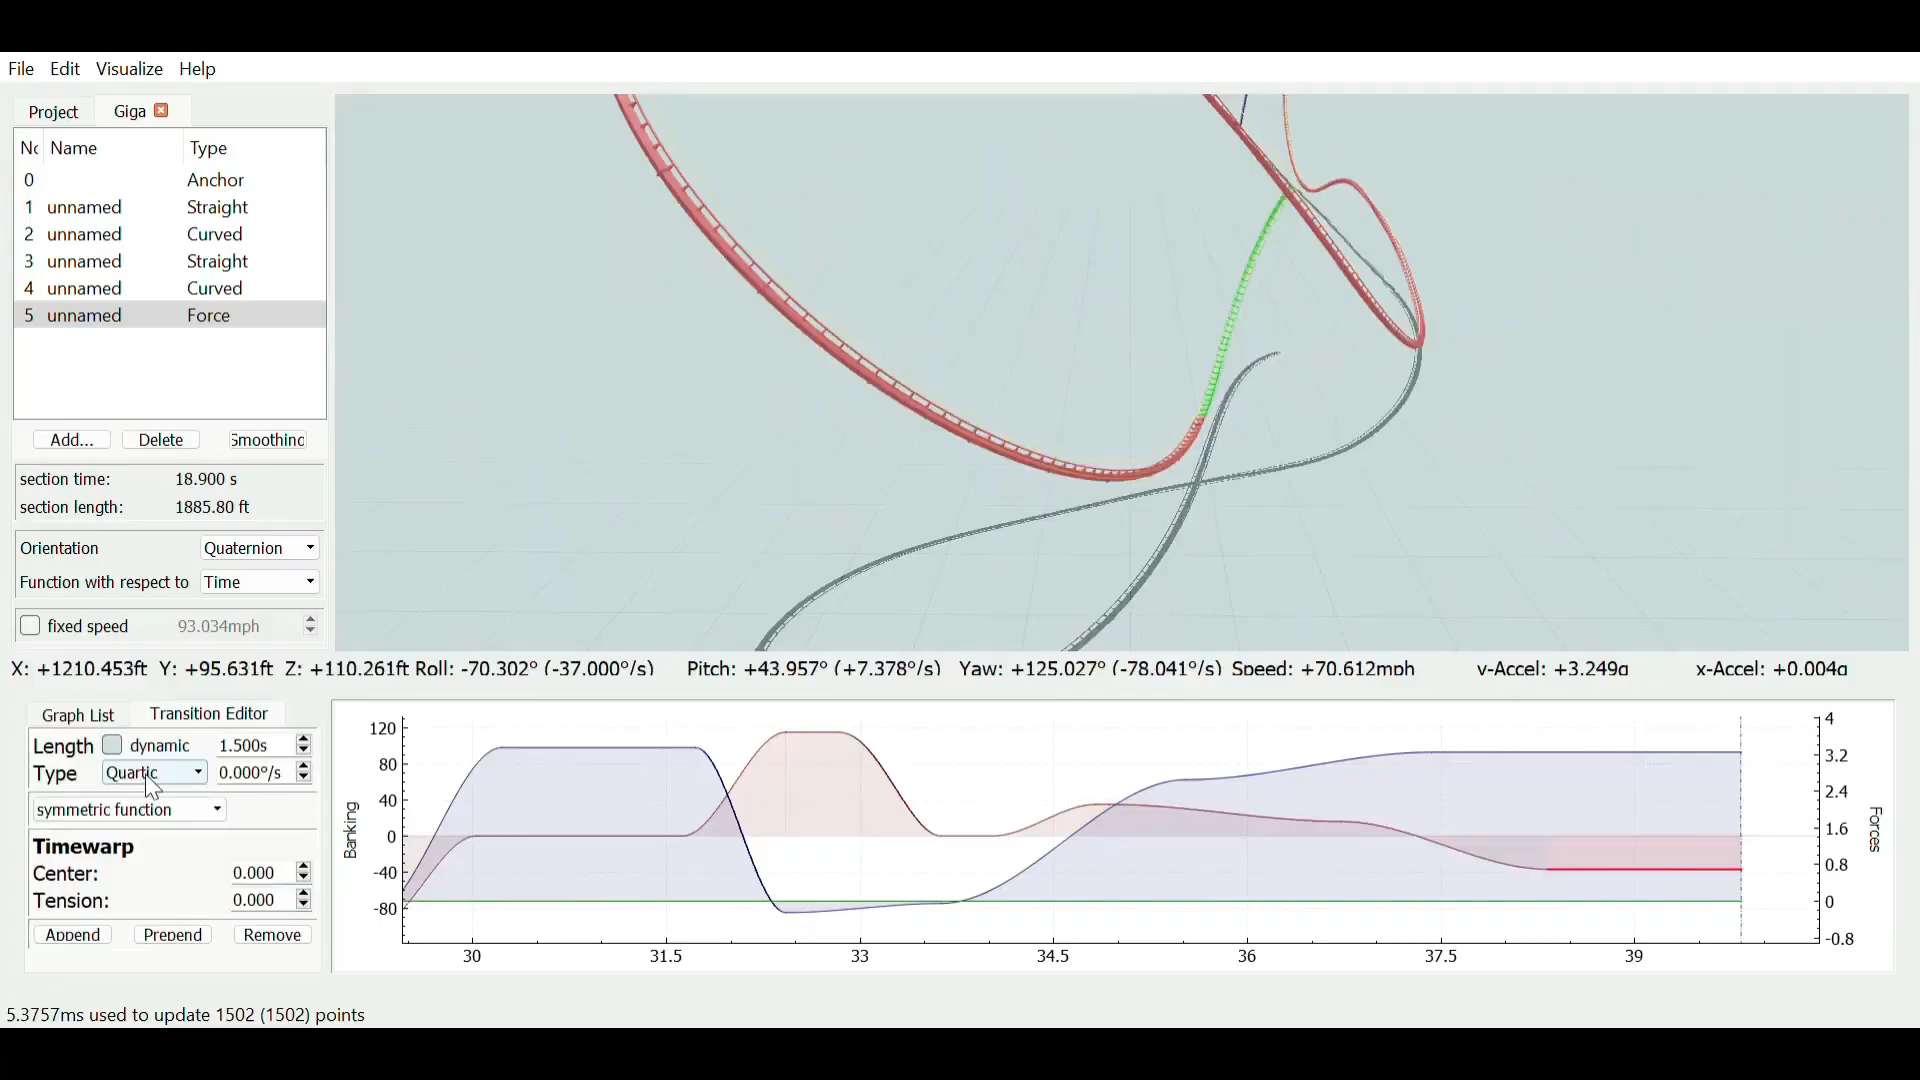 File Edit Visualize Help
Project Giga
No Name Type
0 Anchor
1 unnamed Straight
2 unnamed Curved
3 unnamed Straight
4 unnamed Curved
5 unnamed Force
Add... Delete Smoothing
section time: 18.900 s
section length: 1885.80 ft
Orientation Quaternion
Function with respect to Time
fixed speed 93.034mph
X: +1210.453ft Y: +95.631ft Z: +110.261ft Roll: -70.302° (-37.000°/s) Pitch: +43.957° (+7.378°/s) Yaw: +125.027° (-78.041°/s) Speed: +70.612mph v-Accel: +3.249g x-Accel: +0.004g
Graph List Transition Editor
Length dynamic 1.500s
Type Quartic 0.000°/s
symmetric function
Timewarp
Center: 0.000
Tension: 0.000
Append Prepend Remove
Banking
120
80
40
0
-40
-80
30 31.5 33 34.5 36 37.5 39
4
3.2
2.4
1.6
0.8
0
-0.8
Forces
5.3757ms used to update 1502 (1502) points